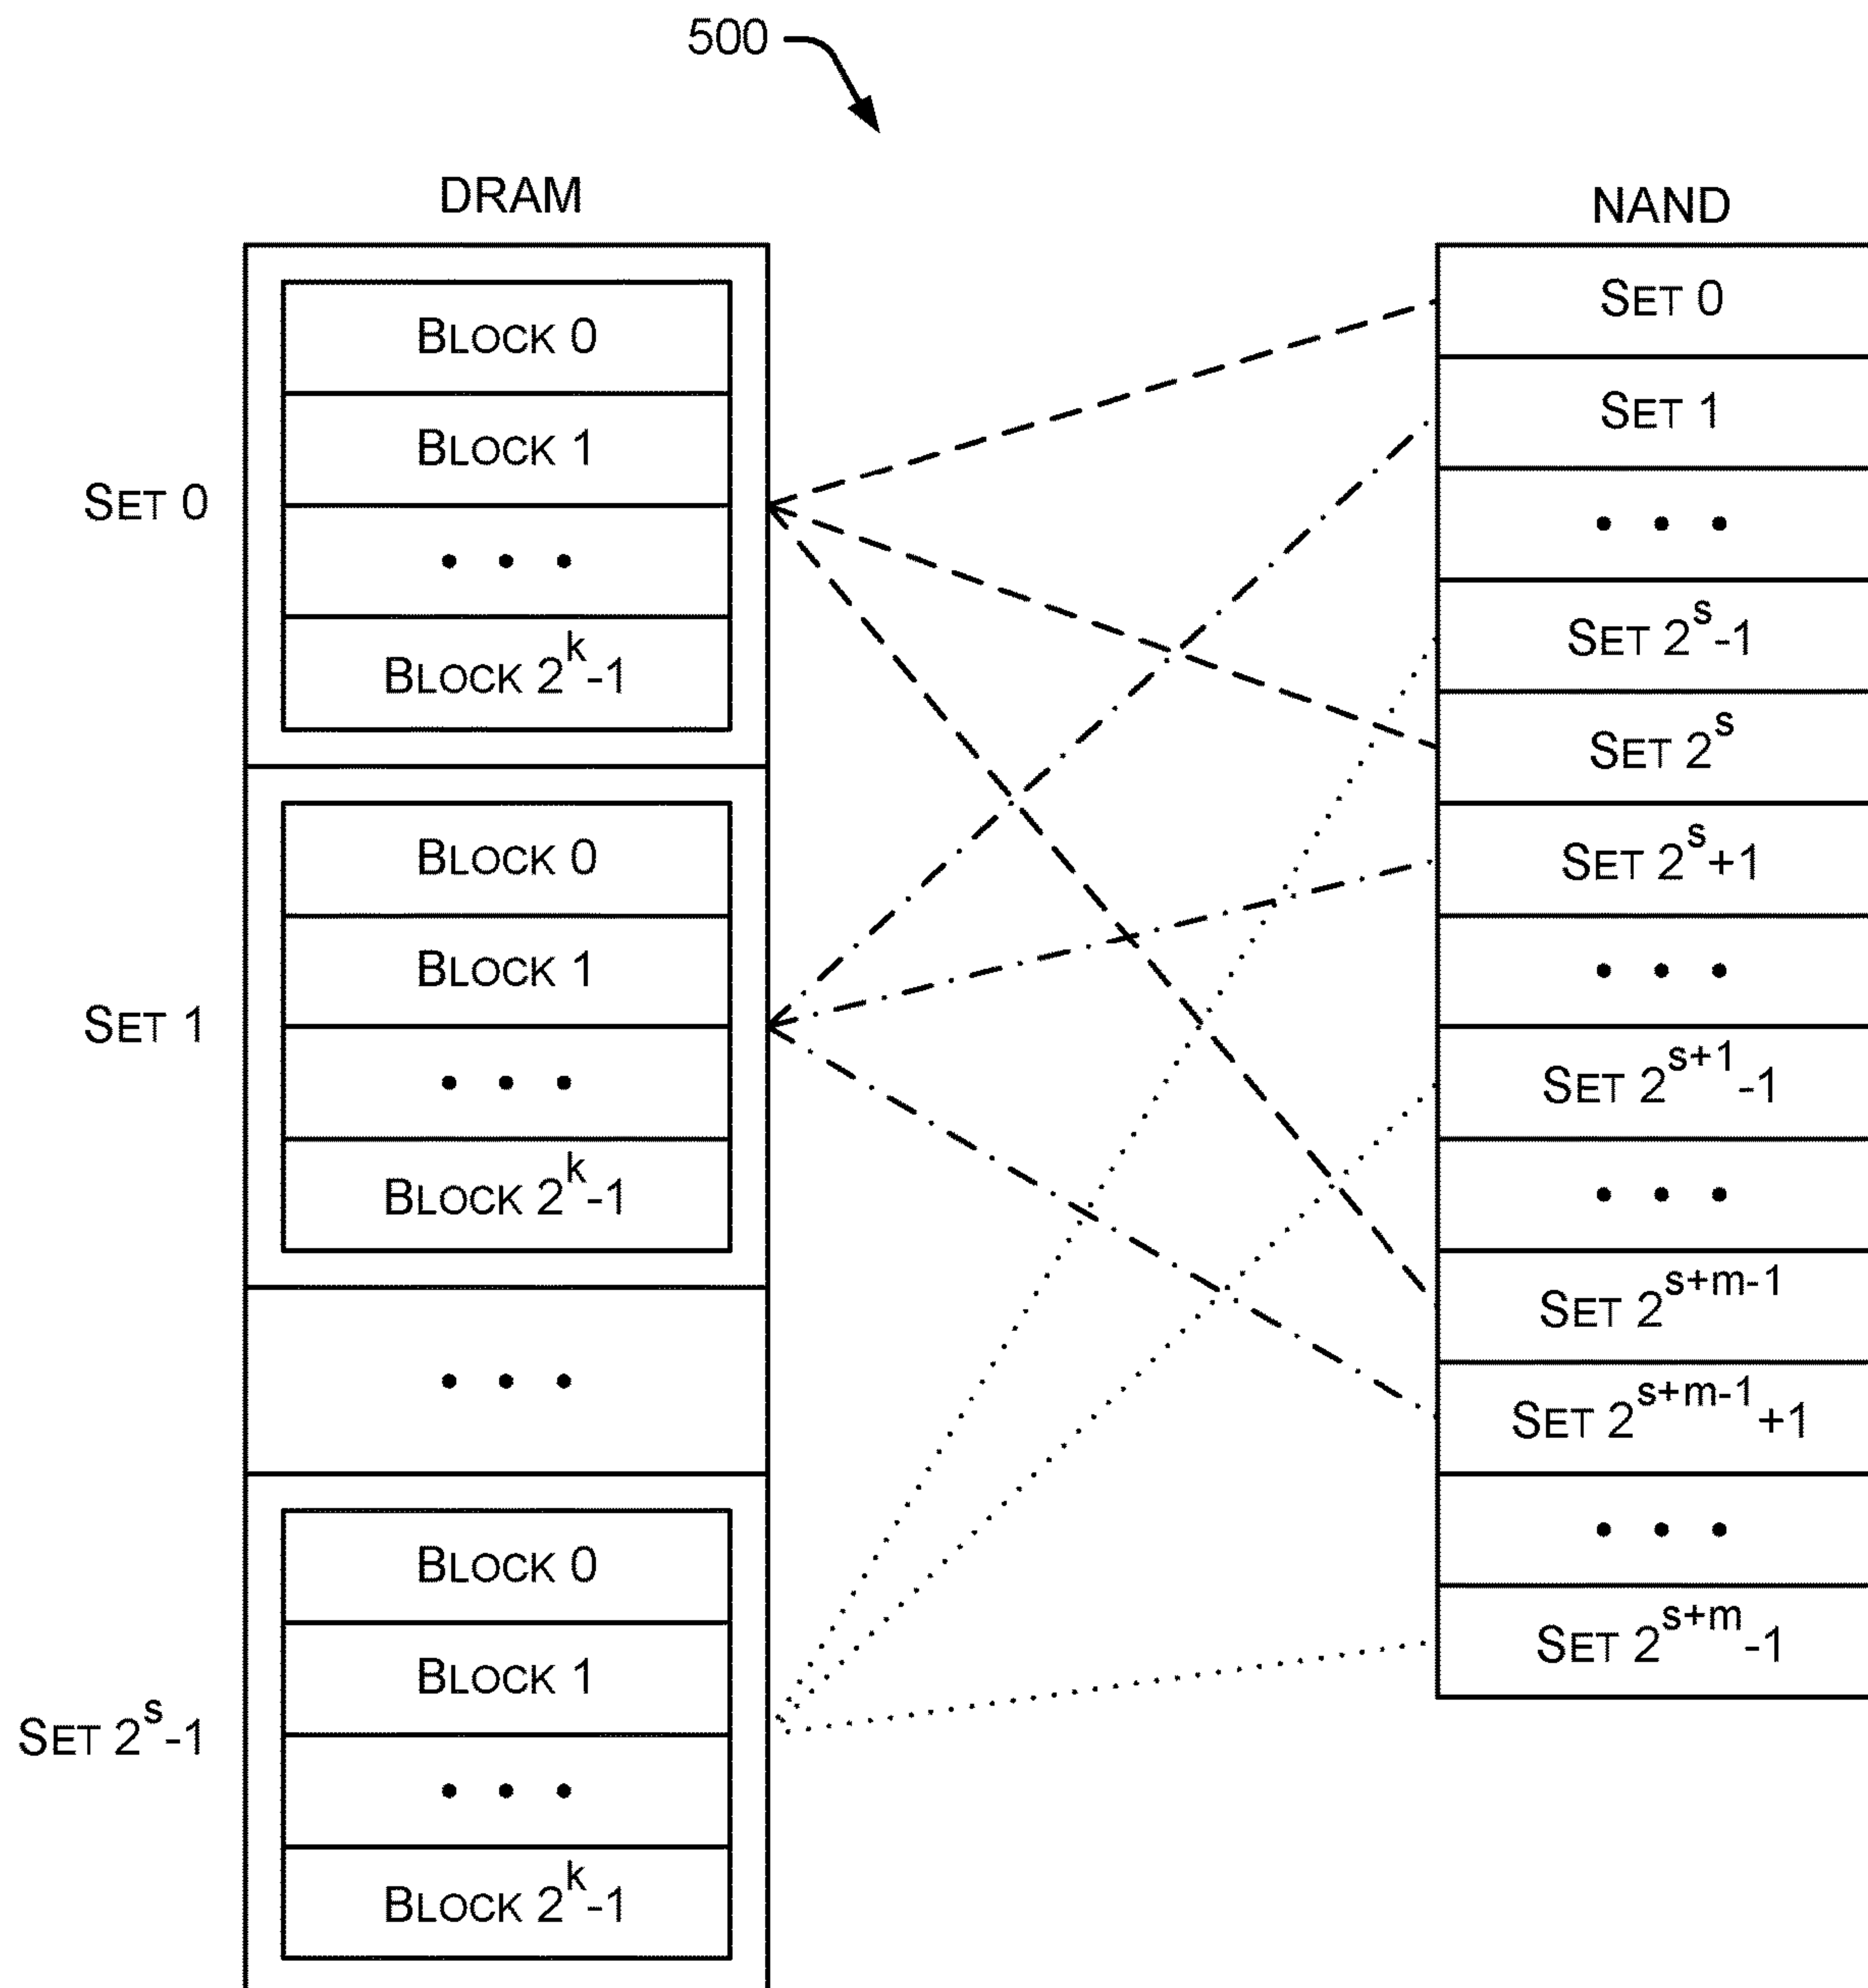 500
DRAM
SET 0
BLOCK 0
BLOCK 1
• • •
BLOCK 2^k-1
SET 1
BLOCK 0
BLOCK 1
• • •
BLOCK 2^k-1
• • •
SET 2^s-1
BLOCK 0
BLOCK 1
• • •
BLOCK 2^k-1
NAND
SET 0
SET 1
• • •
SET 2^s-1
SET 2^s
SET 2^s+1
• • •
SET 2^{s+1}-1
• • •
SET 2^{s+m-1}
SET 2^{s+m-1}+1
• • •
SET 2^{s+m}-1